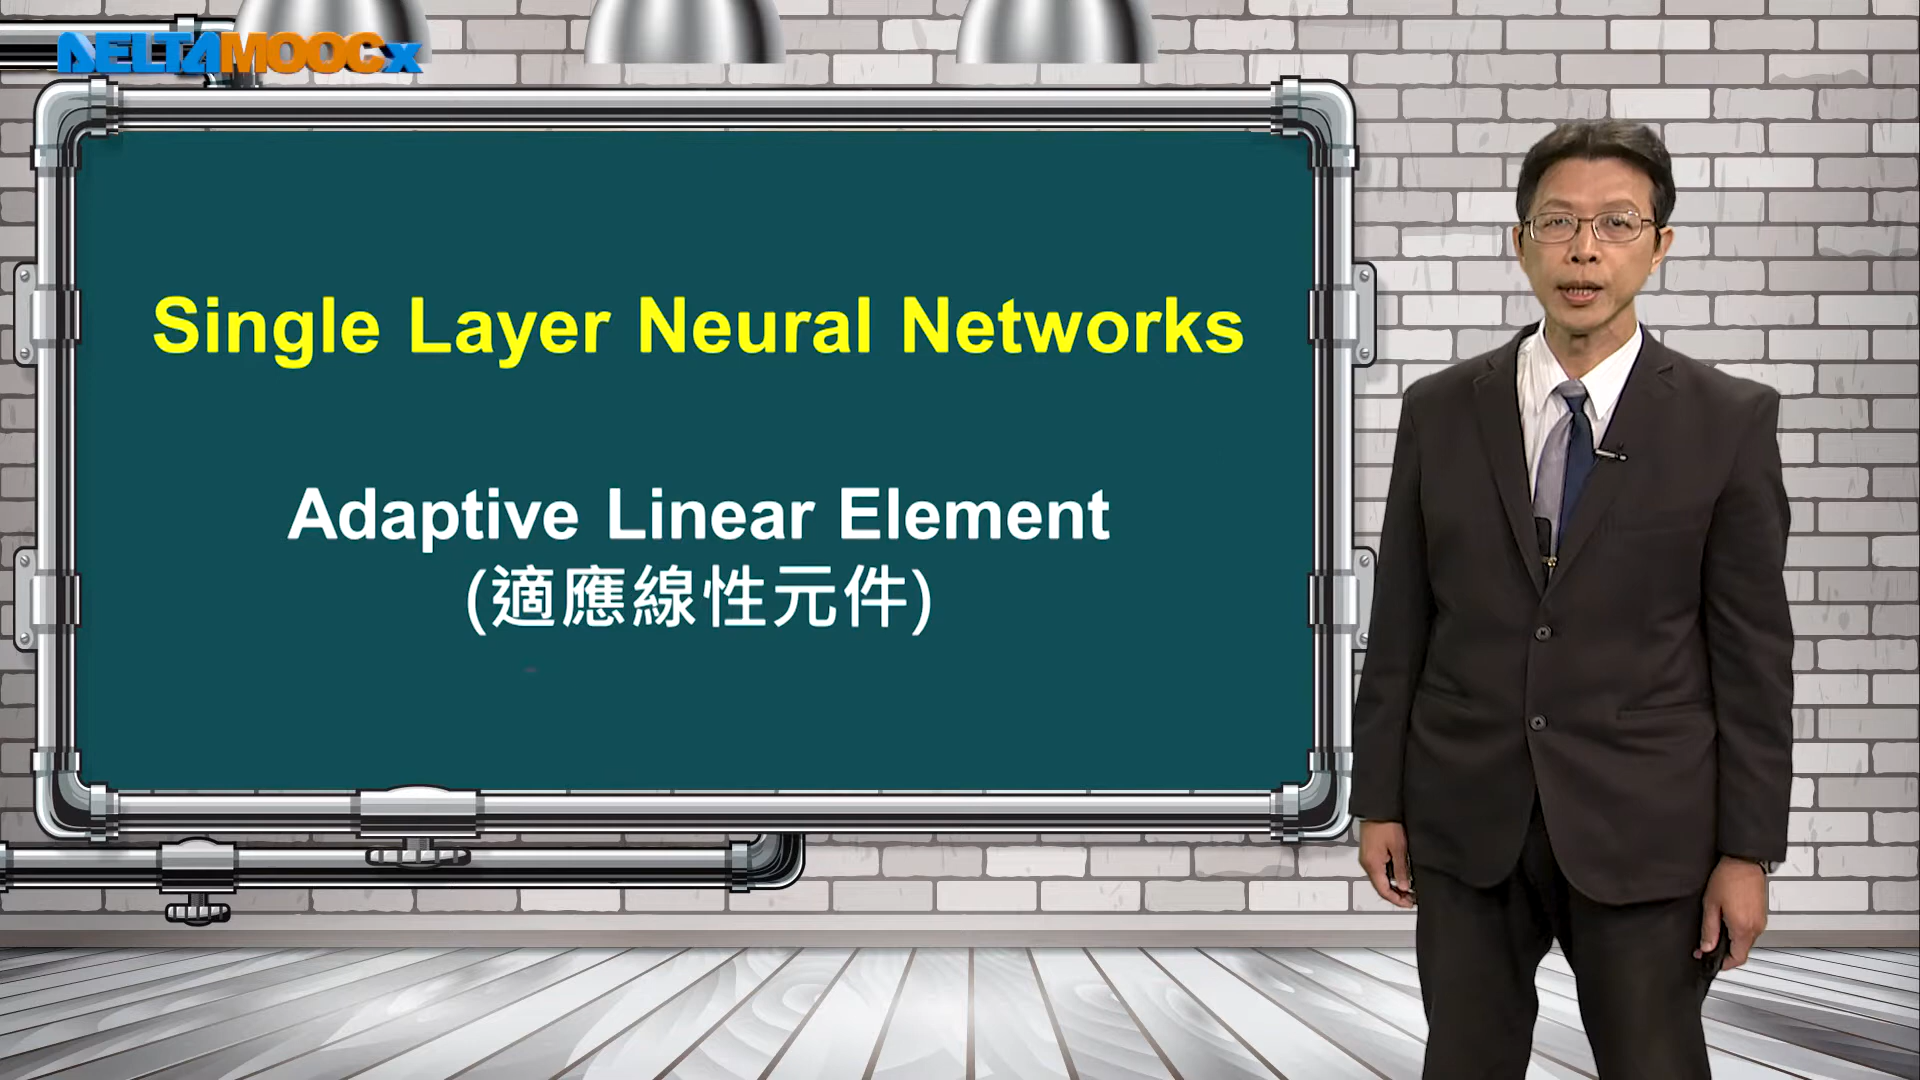 DELTAMOOCx
Single Layer Neural Networks
Adaptive Linear Element
(適應線性元件)